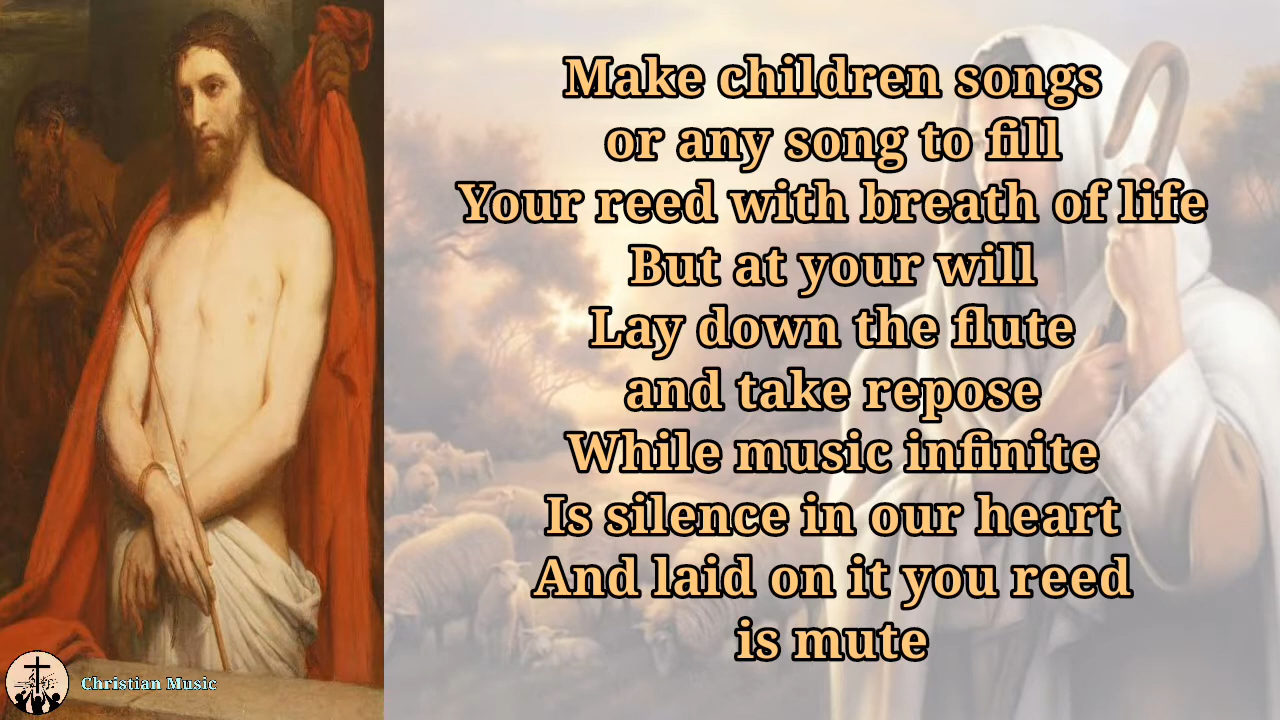 Make children songs
or any song to fill
Your reed with breath of life
But at your will
Lay down the flute
and take repose
While music infinite
Is silence in our heart
And laid on it you reed
is mute
Christian Music